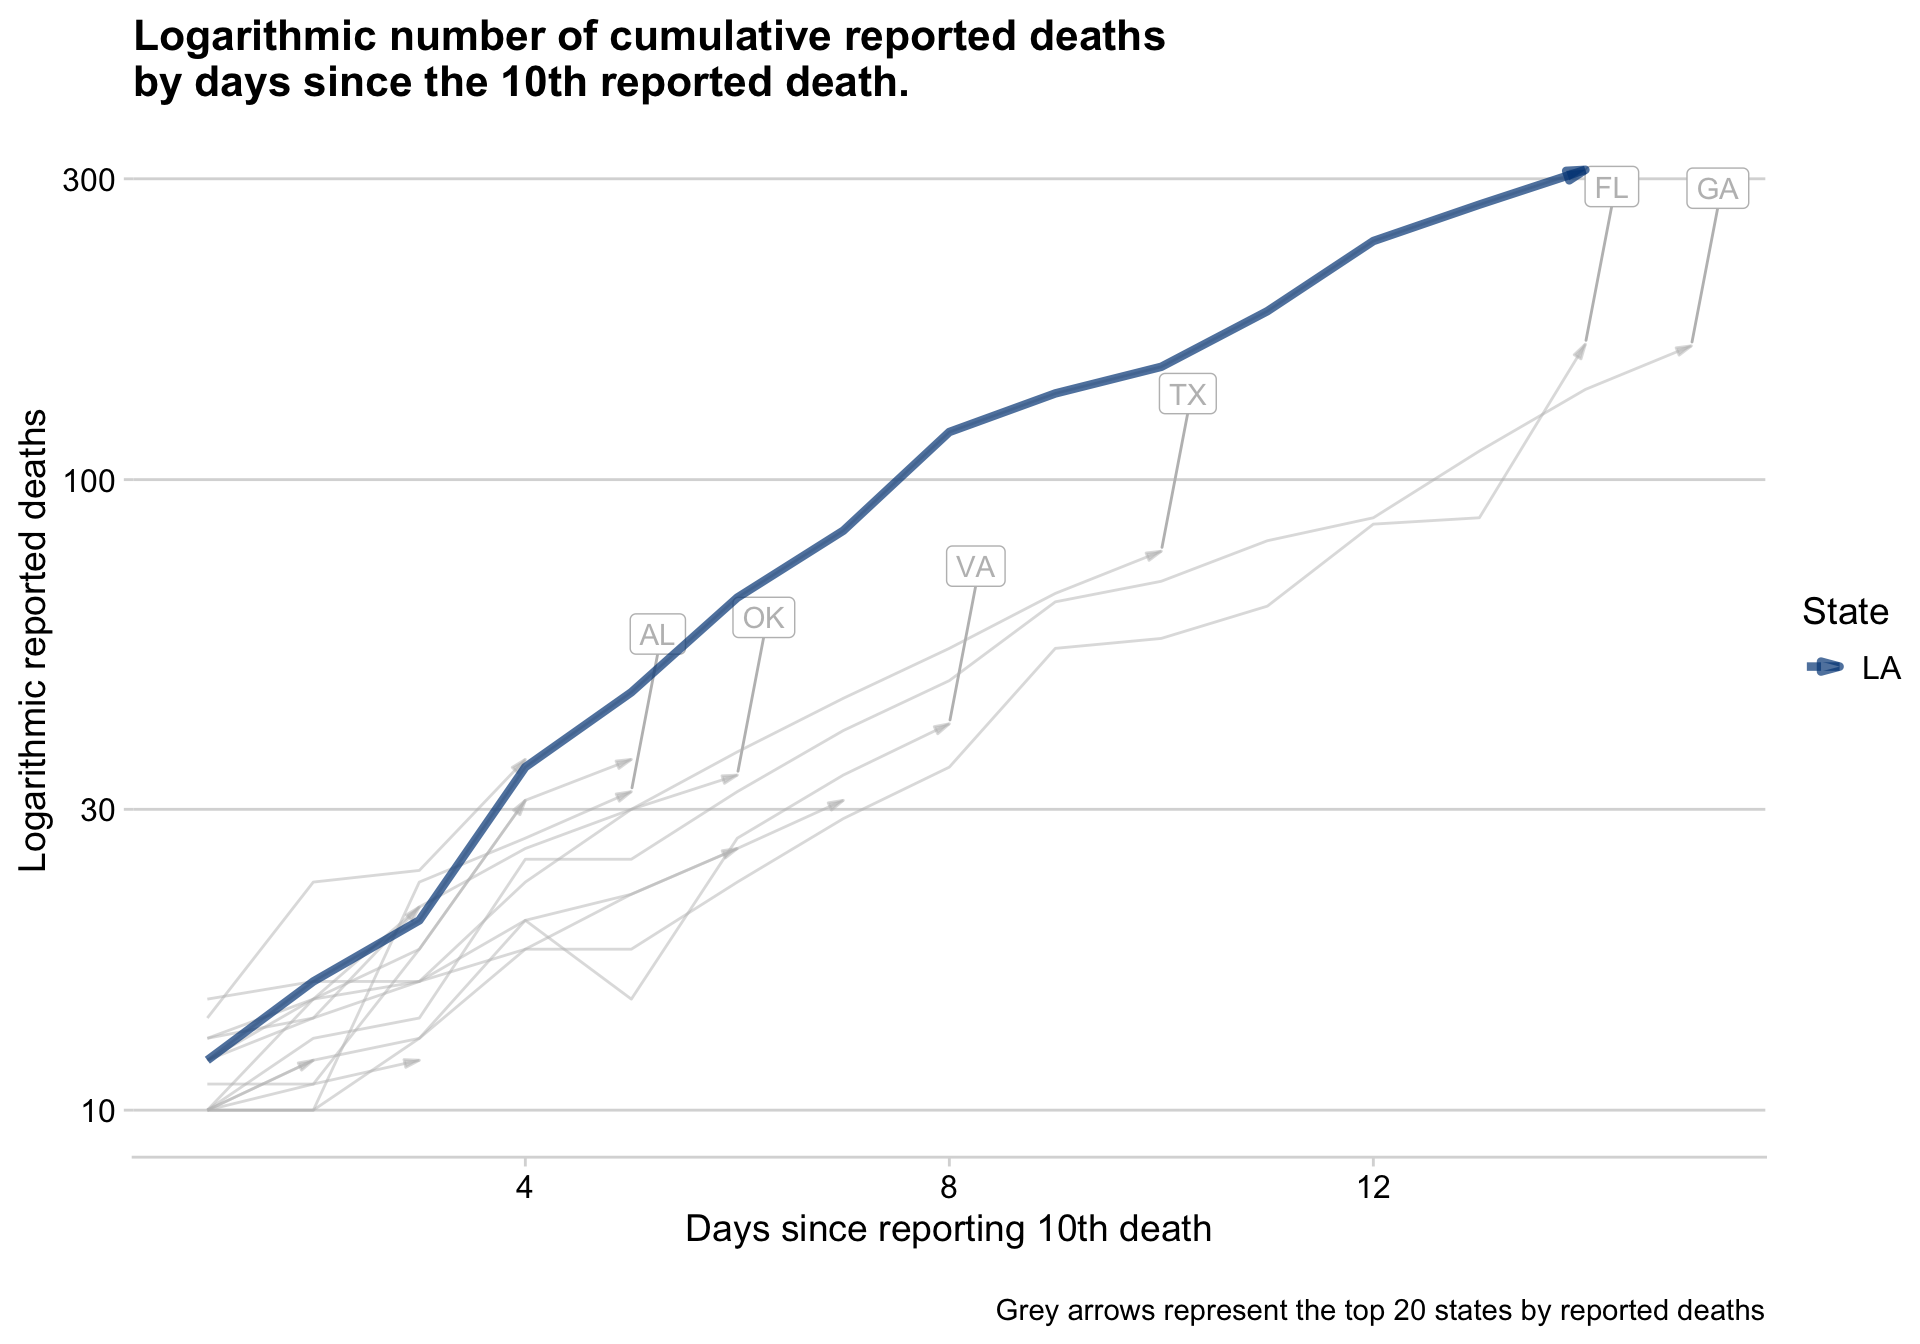 Logarithmic number of cumulative reported deaths
by days since the 10th reported death.
Logarithmic reported deaths
300
100
30
10
FL
GA
TX
VA
OK
AL
State
LA
4
8
12
Days since reporting 10th death
Grey arrows represent the top 20 states by reported deaths